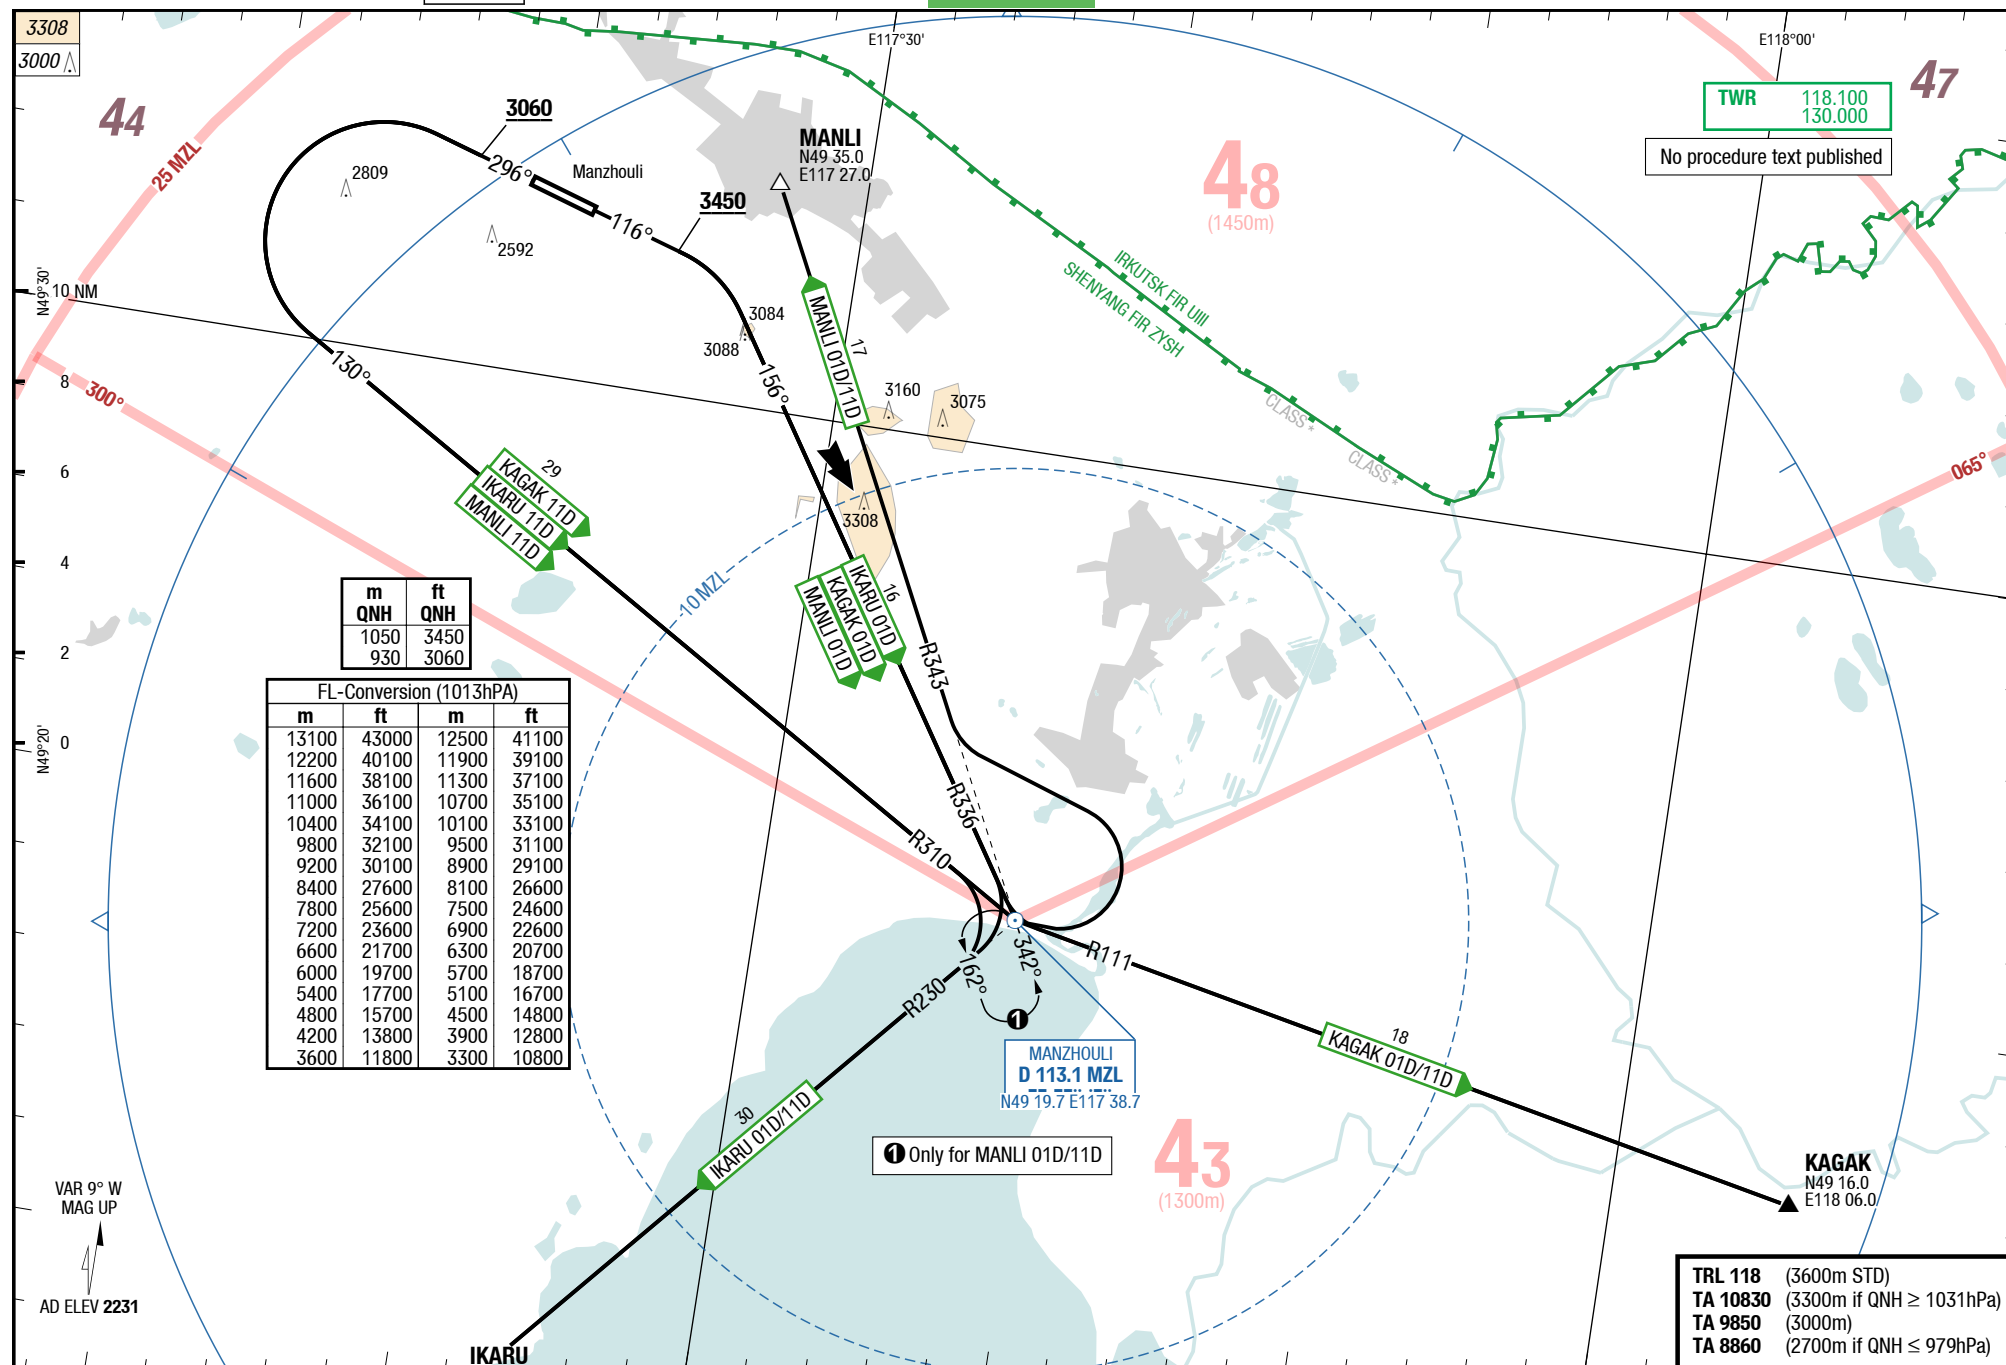 3308
3000
44
25 MZL
3060
296°
Manzhouli
2809
2592
116°
3450
MANLI
N49 35.0
E117 27.0
E117°30'
E118°00'
48
(1450m)
TWR 118.100
130.000
47
No procedure text published
IRKUTSK FIR UIII
SHENYANG FIR ZYSH
CLASS *
CLASS *
N49°30'
10 NM
8
6
4
2
0
N49°20'
300°
065°
130°
3084
3088
156°
MANLI 01D/11D
17
3160
3075
3308
29
KAGAK 11D
IKARU 11D
MANLI 11D
10 MZL
16
IKARU 01D
KAGAK 01D
MANLI 01D
R343
R336
R310
m ft
QNH QNH
1050 3450
930 3060
FL-Conversion (1013hPA)
m ft m ft
13100 43000 12500 41100
12200 40100 11900 39100
11600 38100 11300 37100
11000 36100 10700 35100
10400 34100 10100 33100
9800 32100 9500 31100
9200 30100 8900 29100
8400 27600 8100 26600
7800 25600 7500 24600
7200 23600 6900 22600
6600 21700 6300 20700
6000 19700 5700 18700
5400 17700 5100 16700
4800 15700 4500 14800
4200 13800 3900 12800
3600 11800 3300 10800
162°
342°
R111
R230
1
MANZHOULI
D 113.1 MZL
N49 19.7 E117 38.7
18
KAGAK 01D/11D
30
IKARU 01D/11D
1 Only for MANLI 01D/11D
43
(1300m)
KAGAK
N49 16.0
E118 06.0
VAR 9° W
MAG UP
AD ELEV 2231
IKARU
TRL 118 (3600m STD)
TA 10830 (3300m if QNH ≥ 1031hPa)
TA 9850 (3000m)
TA 8860 (2700m if QNH ≤ 979hPa)